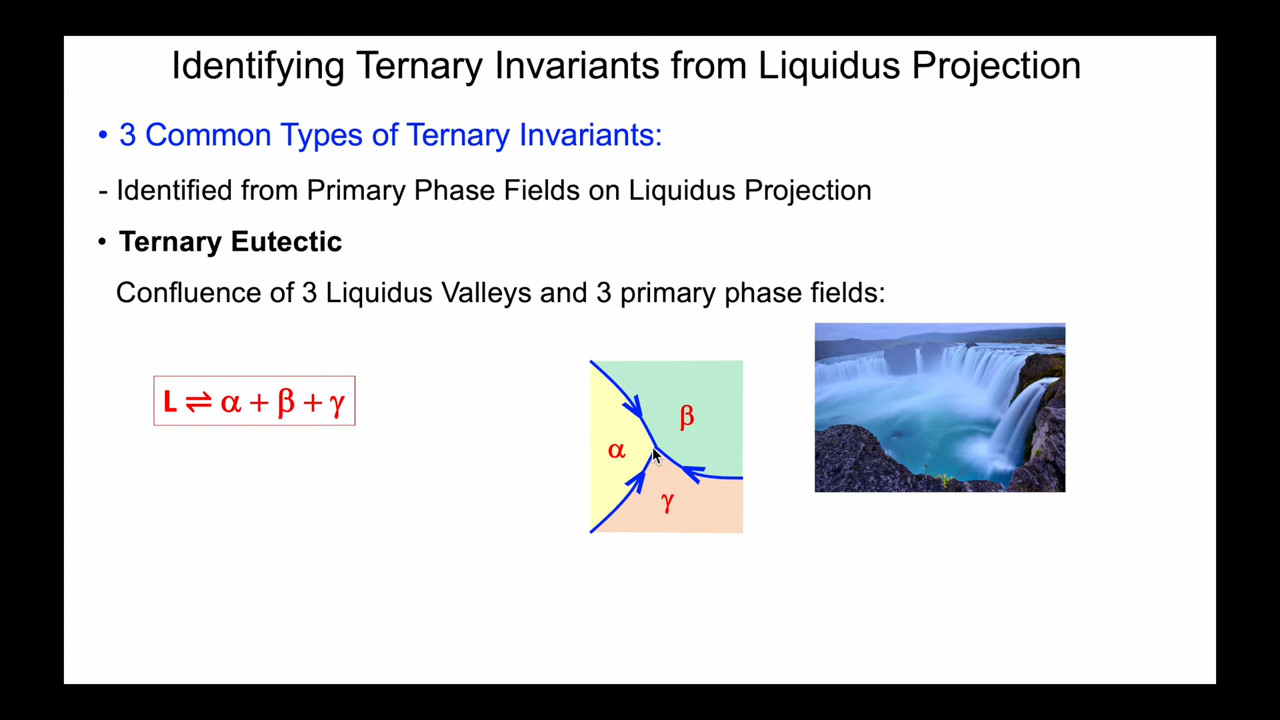 Identifying Ternary Invariants from Liquidus Projection
• 3 Common Types of Ternary Invariants:
- Identified from Primary Phase Fields on Liquidus Projection
• Ternary Eutectic
Confluence of 3 Liquidus Valleys and 3 primary phase fields:
L ⇌ α + β + γ
β
α
γ